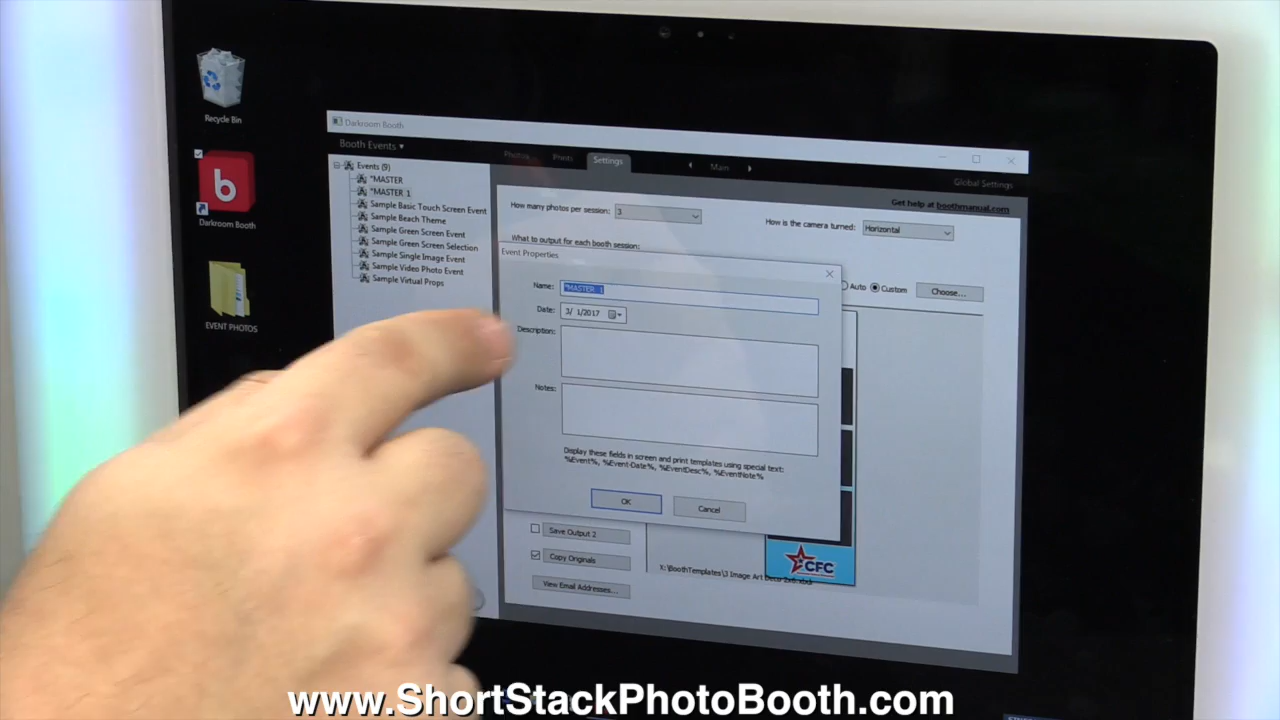 Recycle Bin
Darkroom Booth
EVENT PHOTOS
Darkroom Booth
Booth Events
Photos
Prints
Settings
Main
Global Settings
Events (9)
*MASTER
*MASTER 1
Sample Basic Touch Screen Event
Sample Beach Theme
Sample Green Screen Event
Sample Green Screen Selection
Sample Single Image Event
Sample Video Photo Event
Sample Virtual Props
Get help at boothmanual.com
How many photos per session: 3
How is the camera turned: Horizontal
What to output for each booth session:
Auto
Custom
Choose...
Event Properties
Name: *MASTER 1
Date: 3/ 1/2017
Description:
Notes:
Display these fields in screen and print templates using special text:
%Event%, %Event-Date%, %EventDesc%, %EventNote%
OK
Cancel
Save Output 2
Copy Originals
View Email Addresses...
CFC
www.ShortStackPhotoBooth.com